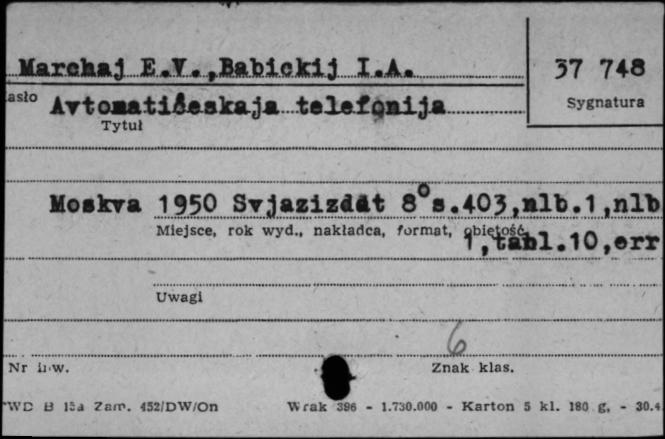 Marchaj E.V.,Babickij I.A.
37 748
asło
Sygnatura
Avtomatičeskaja telefonija
Tytuł
Moskva 1950 Svjazizdat 8° s.403,nlb.1,nlb
Miejsce, rok wyd., nakładca, format, objętość
1,tabl.10,err
Uwagi
6
Nr inw.
Znak klas.
PWD B 15a Zam. 452/DW/On Wrak 396 - 1.730.000 - Karton 5 kl. 180 g. - 30.4